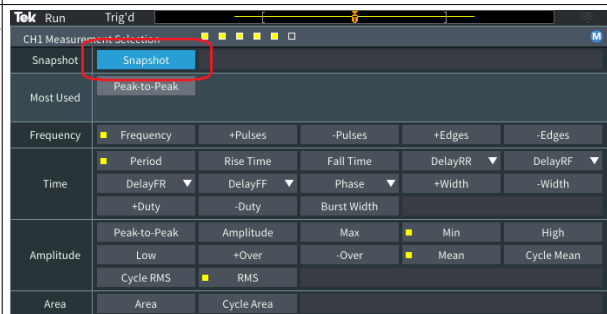 Tek Run Trig'd
CH1 Measurement Selection M
Snapshot Snapshot
Most Used Peak-to-Peak
Frequency Frequency +Pulses -Pulses +Edges -Edges
Time Period Rise Time Fall Time DelayRR DelayRF
DelayFR DelayFF Phase +Width -Width
+Duty -Duty Burst Width
Amplitude Peak-to-Peak Amplitude Max Min High
Low +Over -Over Mean Cycle Mean
Cycle RMS RMS
Area Area Cycle Area